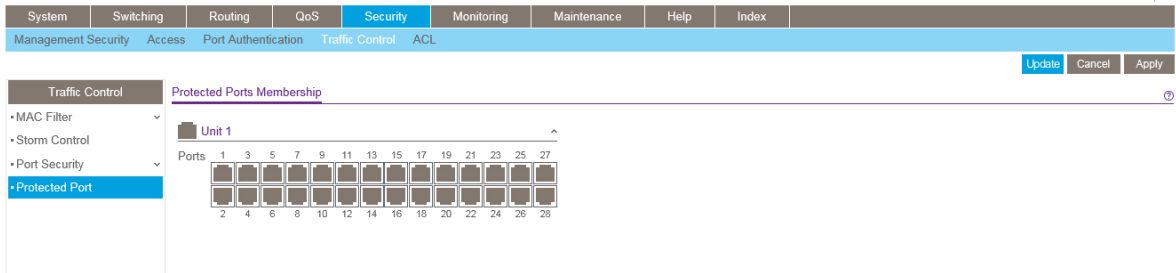 System Switching Routing QoS Security Monitoring Maintenance Help Index
Management Security Access Port Authentication Traffic Control ACL
Update Cancel Apply
Traffic Control
Protected Ports Membership
MAC Filter
Storm Control
Port Security
Protected Port
Unit 1
Ports 1 3 5 7 9 11 13 15 17 19 21 23 25 27
2 4 6 8 10 12 14 16 18 20 22 24 26 28